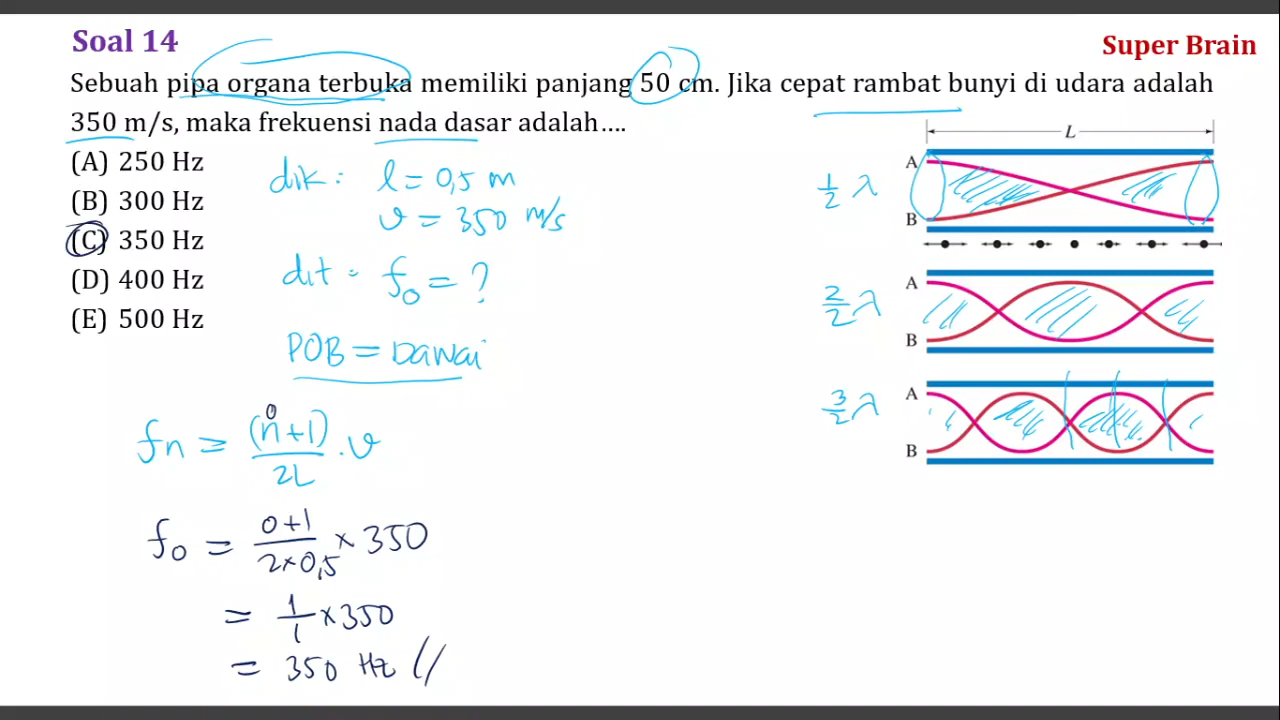 Soal 14
Super Brain
Sebuah pipa organa terbuka memiliki panjang 50 cm. Jika cepat rambat bunyi di udara adalah
350 m/s, maka frekuensi nada dasar adalah….
(A) 250 Hz
(B) 300 Hz
(C) 350 Hz
(D) 400 Hz
(E) 500 Hz
dik: l = 0,5 m
v = 350 m/s
dit = f₀ = ?
POB = Dawai
fn = (n+1)/2L . v
0
f₀ = 0+1/2×0,5 × 350
= 1/1 × 350
= 350 Hz //
L
1/2 λ
A
B
2/2 λ
A
B
3/2 λ
A
B